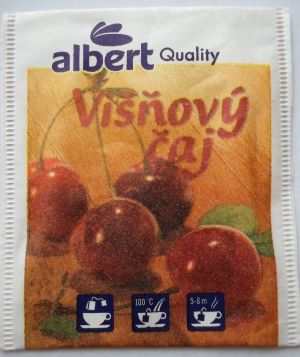 albert Quality
Višňový
čaj
100°C
5-8 m